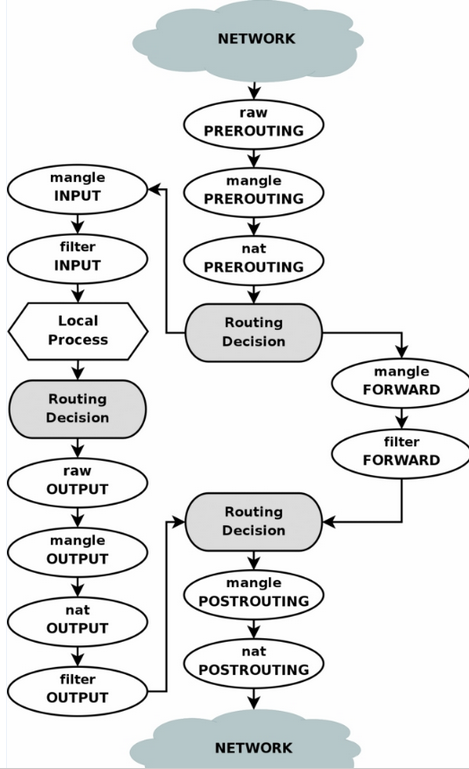 NETWORK
raw
PREROUTING
mangle
PREROUTING
nat
PREROUTING
Routing
Decision
mangle
INPUT
filter
INPUT
Local
Process
Routing
Decision
raw
OUTPUT
mangle
OUTPUT
nat
OUTPUT
filter
OUTPUT
mangle
FORWARD
filter
FORWARD
Routing
Decision
mangle
POSTROUTING
nat
POSTROUTING
NETWORK